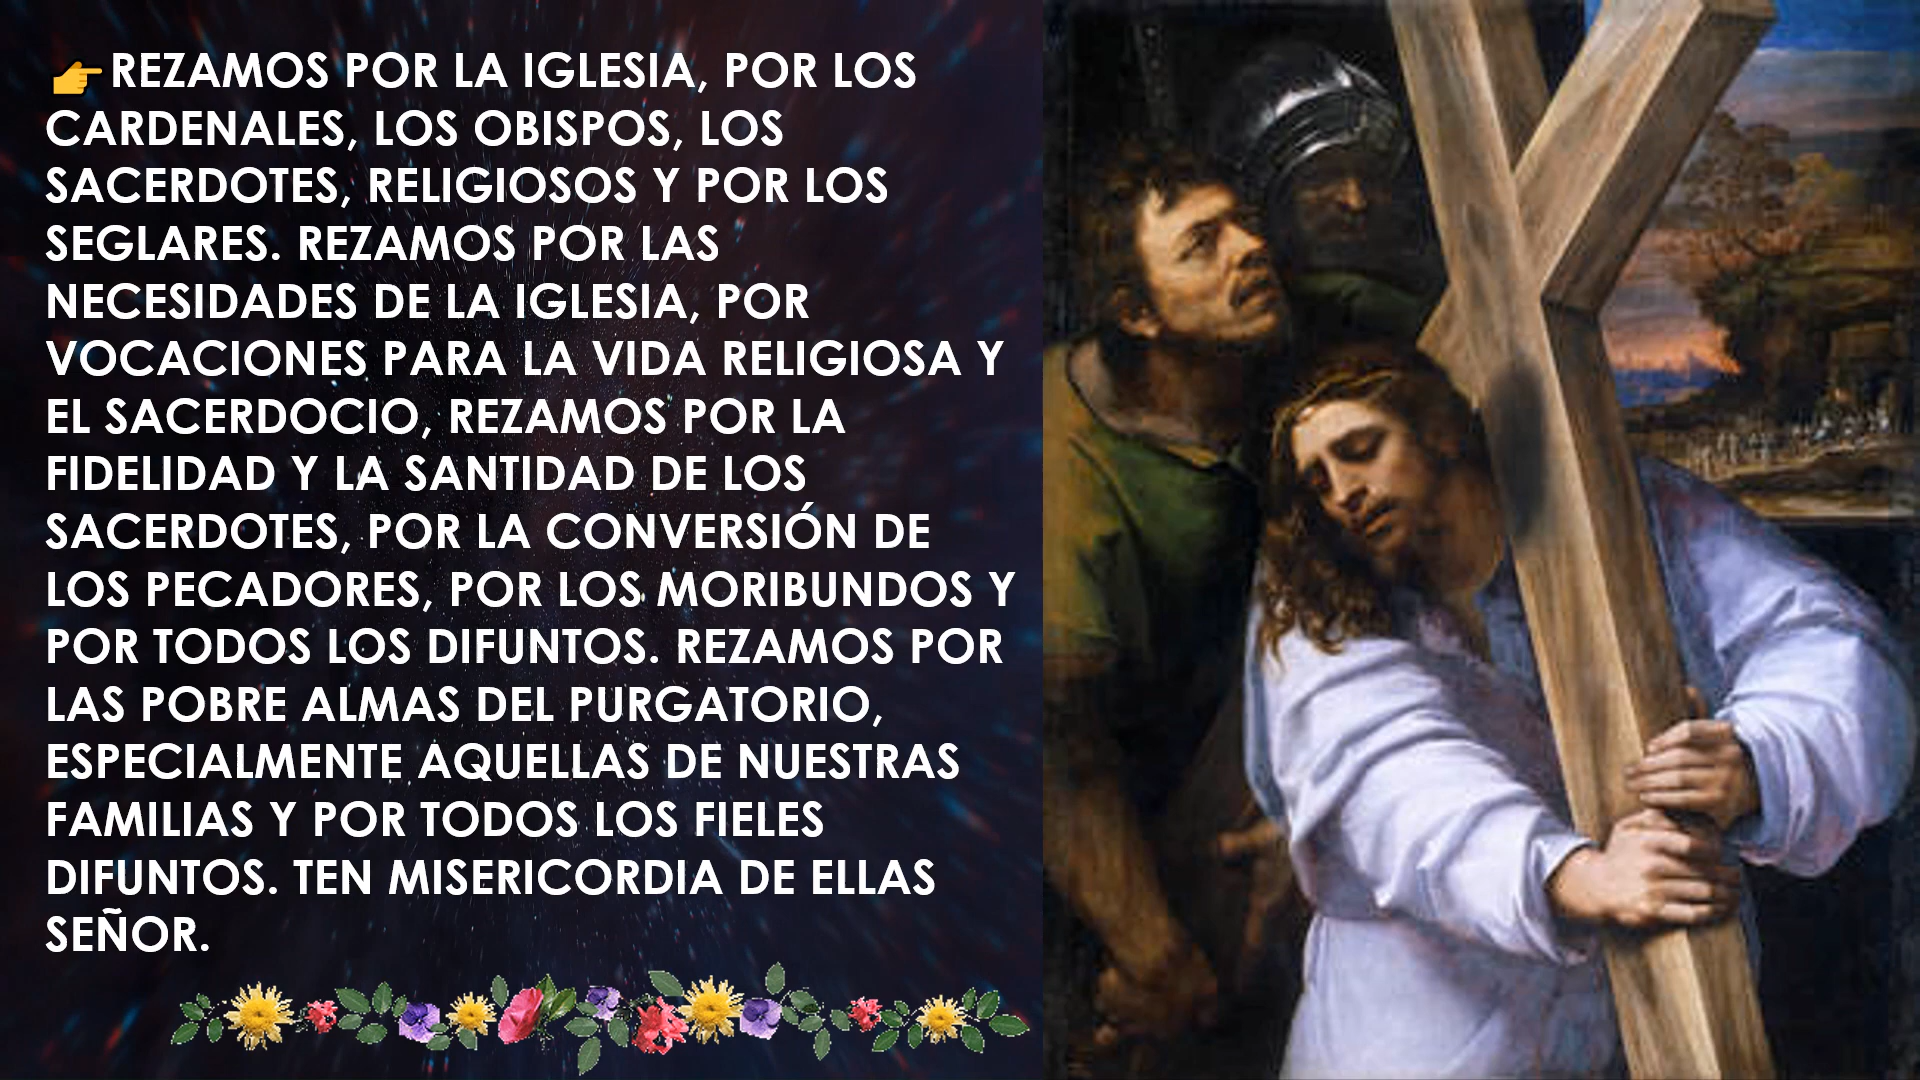 👉REZAMOS POR LA IGLESIA, POR LOS
CARDENALES, LOS OBISPOS, LOS
SACERDOTES, RELIGIOSOS Y POR LOS
SEGLARES. REZAMOS POR LAS
NECESIDADES DE LA IGLESIA, POR
VOCACIONES PARA LA VIDA RELIGIOSA Y
EL SACERDOCIO, REZAMOS POR LA
FIDELIDAD Y LA SANTIDAD DE LOS
SACERDOTES, POR LA CONVERSIÓN DE
LOS PECADORES, POR LOS MORIBUNDOS Y
POR TODOS LOS DIFUNTOS. REZAMOS POR
LAS POBRE ALMAS DEL PURGATORIO,
ESPECIALMENTE AQUELLAS DE NUESTRAS
FAMILIAS Y POR TODOS LOS FIELES
DIFUNTOS. TEN MISERICORDIA DE ELLAS
SEÑOR.